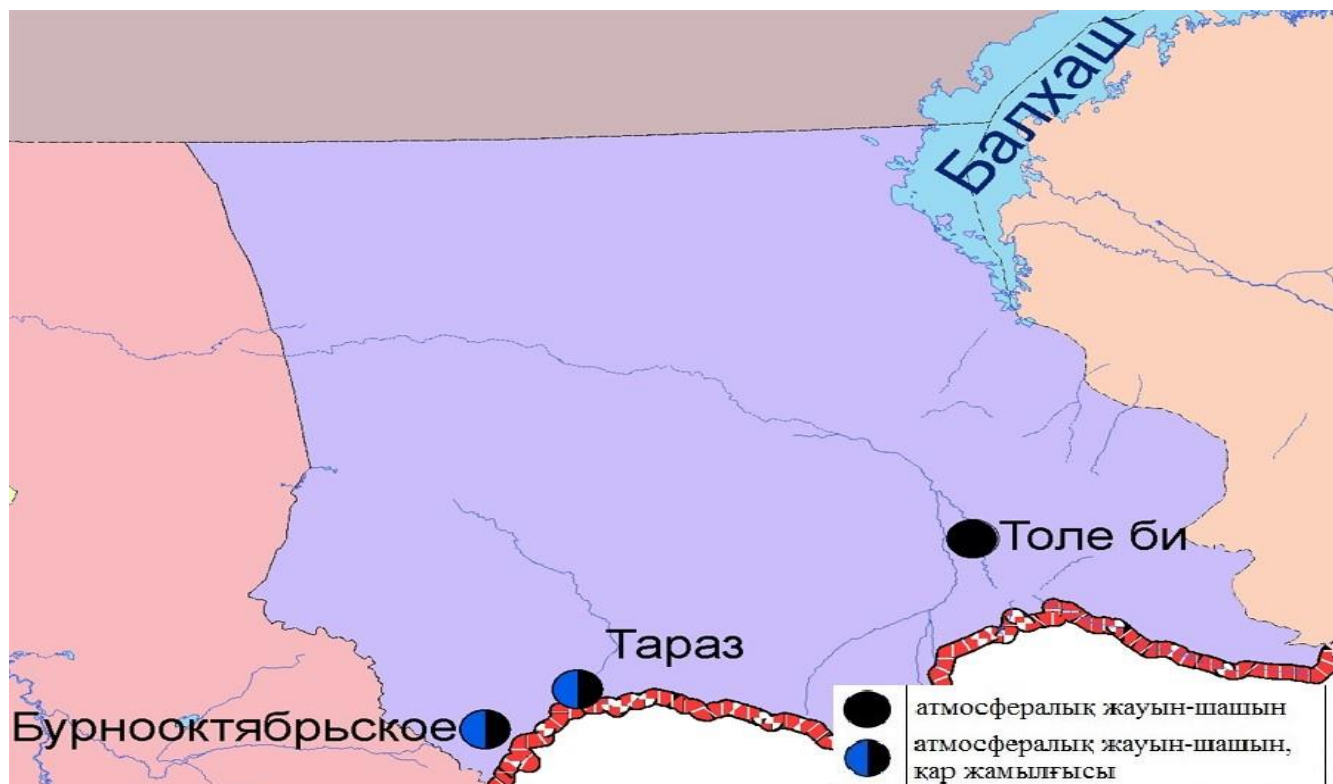 Балхаш
Толе би
Тараз
Бурнооктябрьское
атмосфералық жауын-шашын
атмосфералық жауын-шашын,
қар жамылғысы